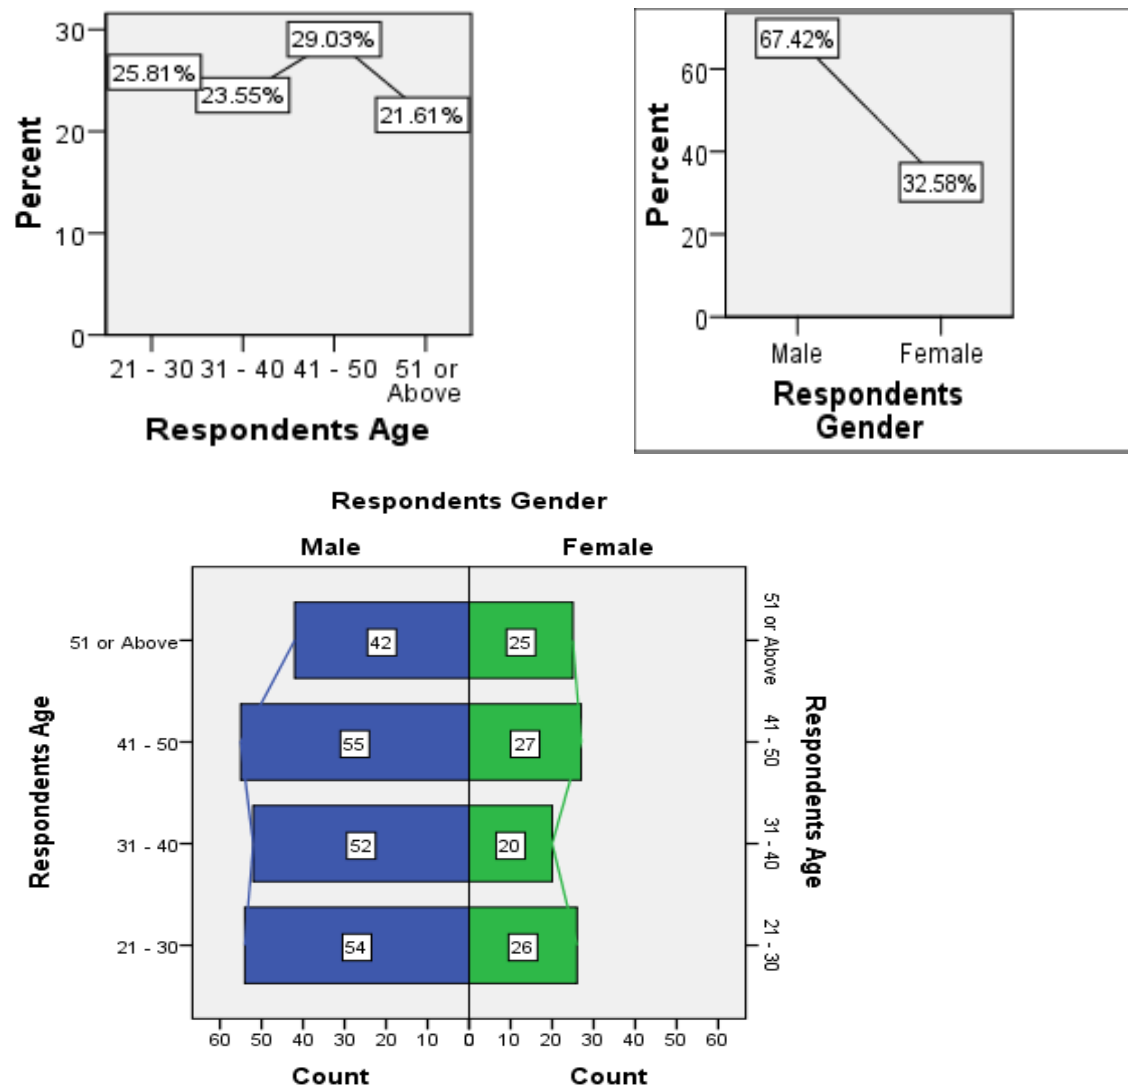 30
20
10
0
Percent
25.81%
23.55%
29.03%
21.61%
21 - 30 31 - 40 41 - 50 51 or
Above
Respondents Age
60
40
20
0
Percent
67.42%
32.58%
Male Female
Respondents
Gender
Respondents Gender
Male Female
Respondents Age
51 or Above
41 - 50
31 - 40
21 - 30
42 25
55 27
52 20
54 26
51 or Above
41 - 50
31 - 40
21 - 30
Respondents Age
60 50 40 30 20 10 0 10 20 30 40 50 60
Count Count